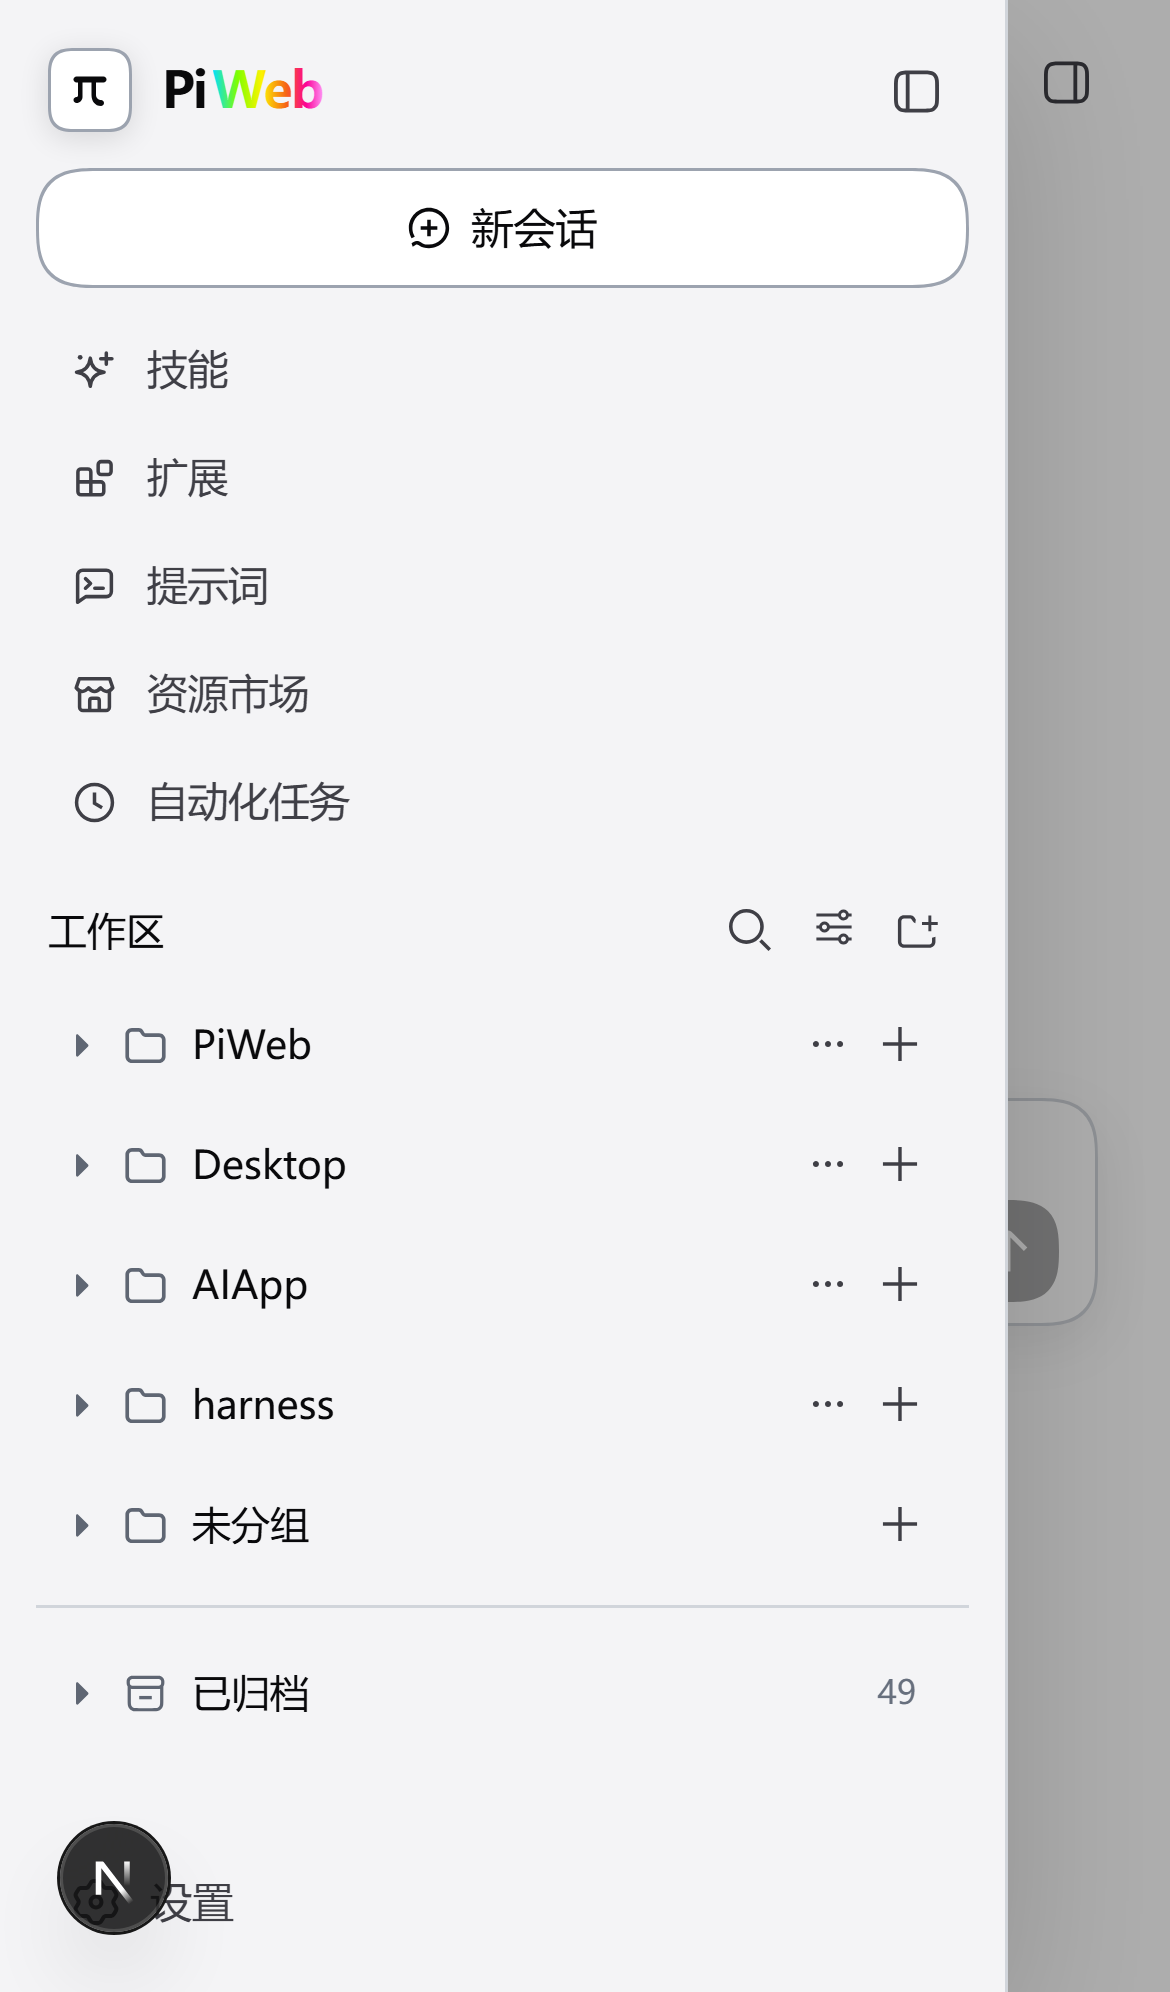 π PiWeb
新会话
技能
扩展
提示词
资源市场
自动化任务
工作区
PiWeb
Desktop
AIApp
harness
未分组
已归档 49
N
设置